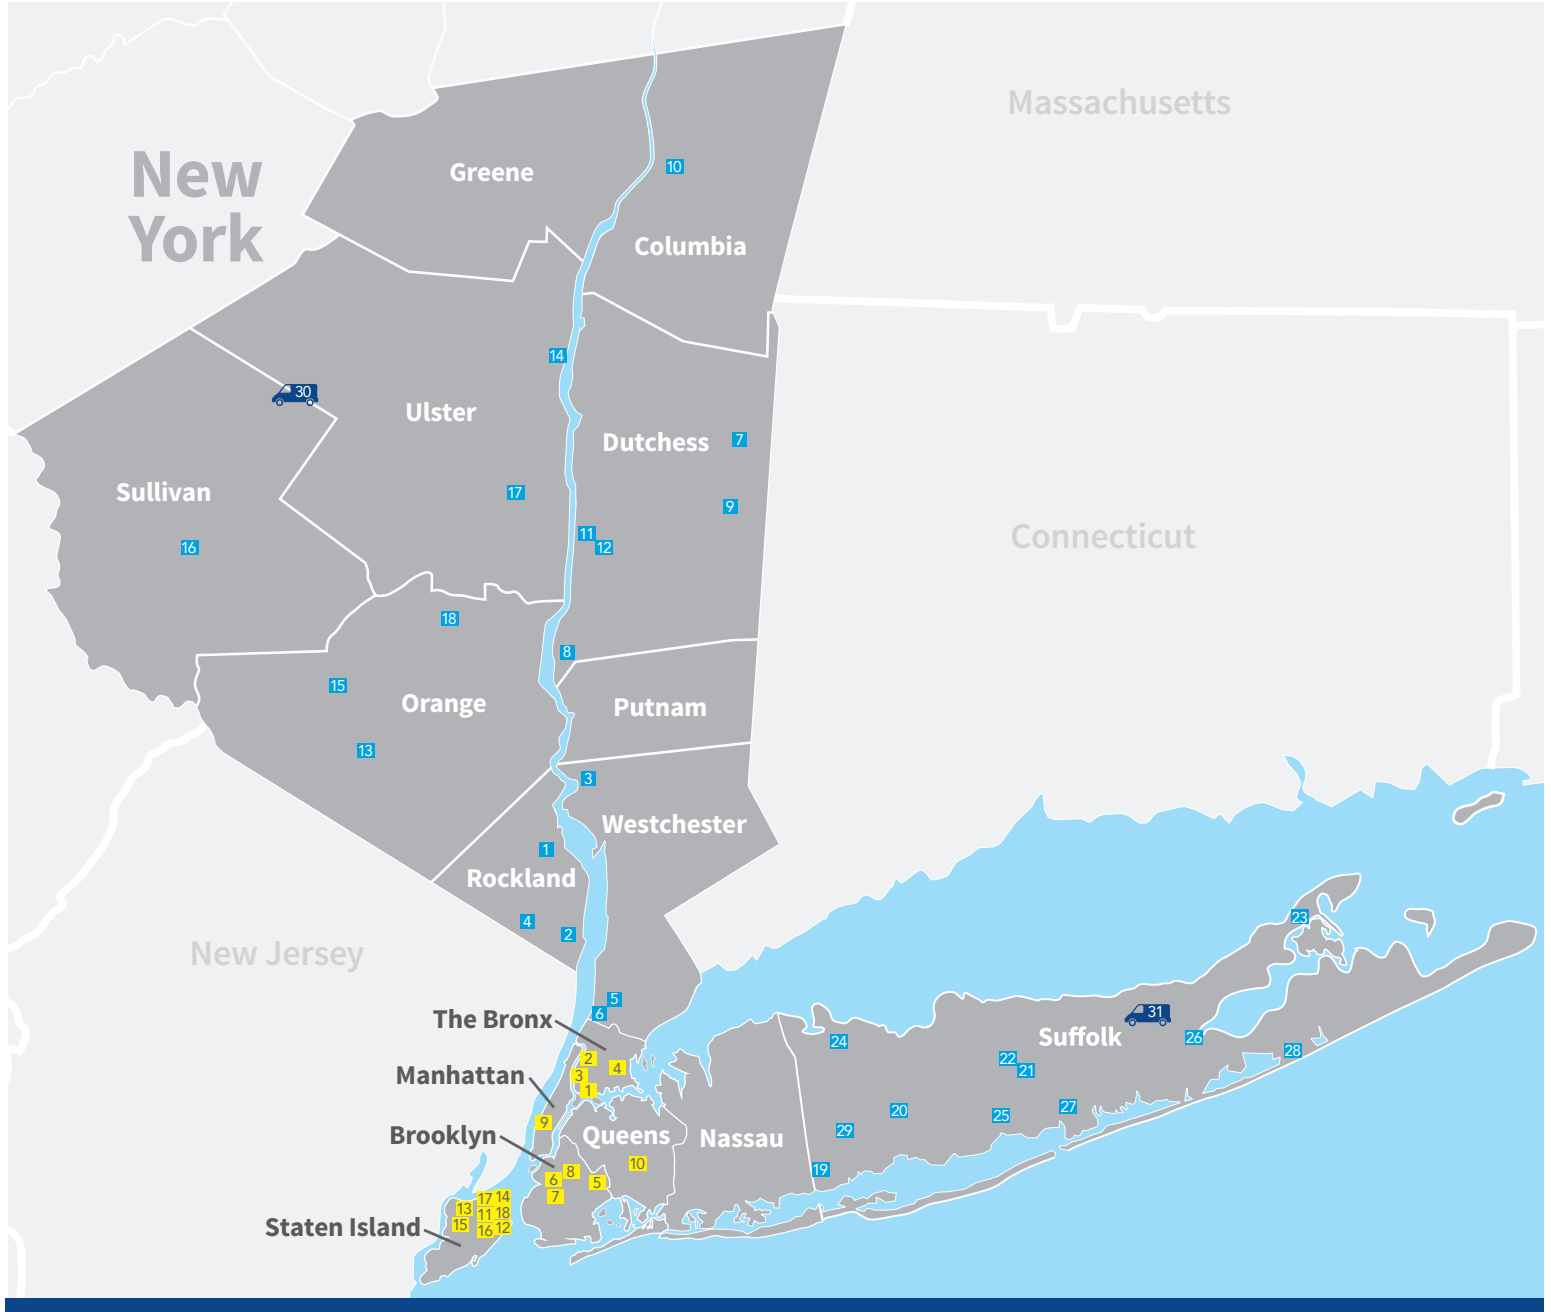 Massachusetts
New
York
Greene
10
Columbia
14
30
Ulster
Dutchess
7
Sullivan
17
9
16
11
12
Connecticut
18
8
15
Orange
Putnam
13
3
Westchester
1
Rockland
4
2
23
New Jersey
5
6
The Bronx
31
Suffolk
26
24
28
2
22
21
4
3
Manhattan
1
27
20
25
9
29
Brooklyn
Queens
Nassau
10
8
19
6
5
7
17
14
13
11
18
15
Staten Island
16
12